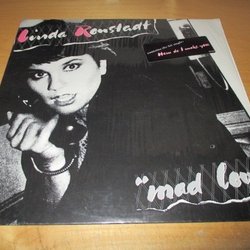 Linda Ronstadt
How do I make you
"mad lov